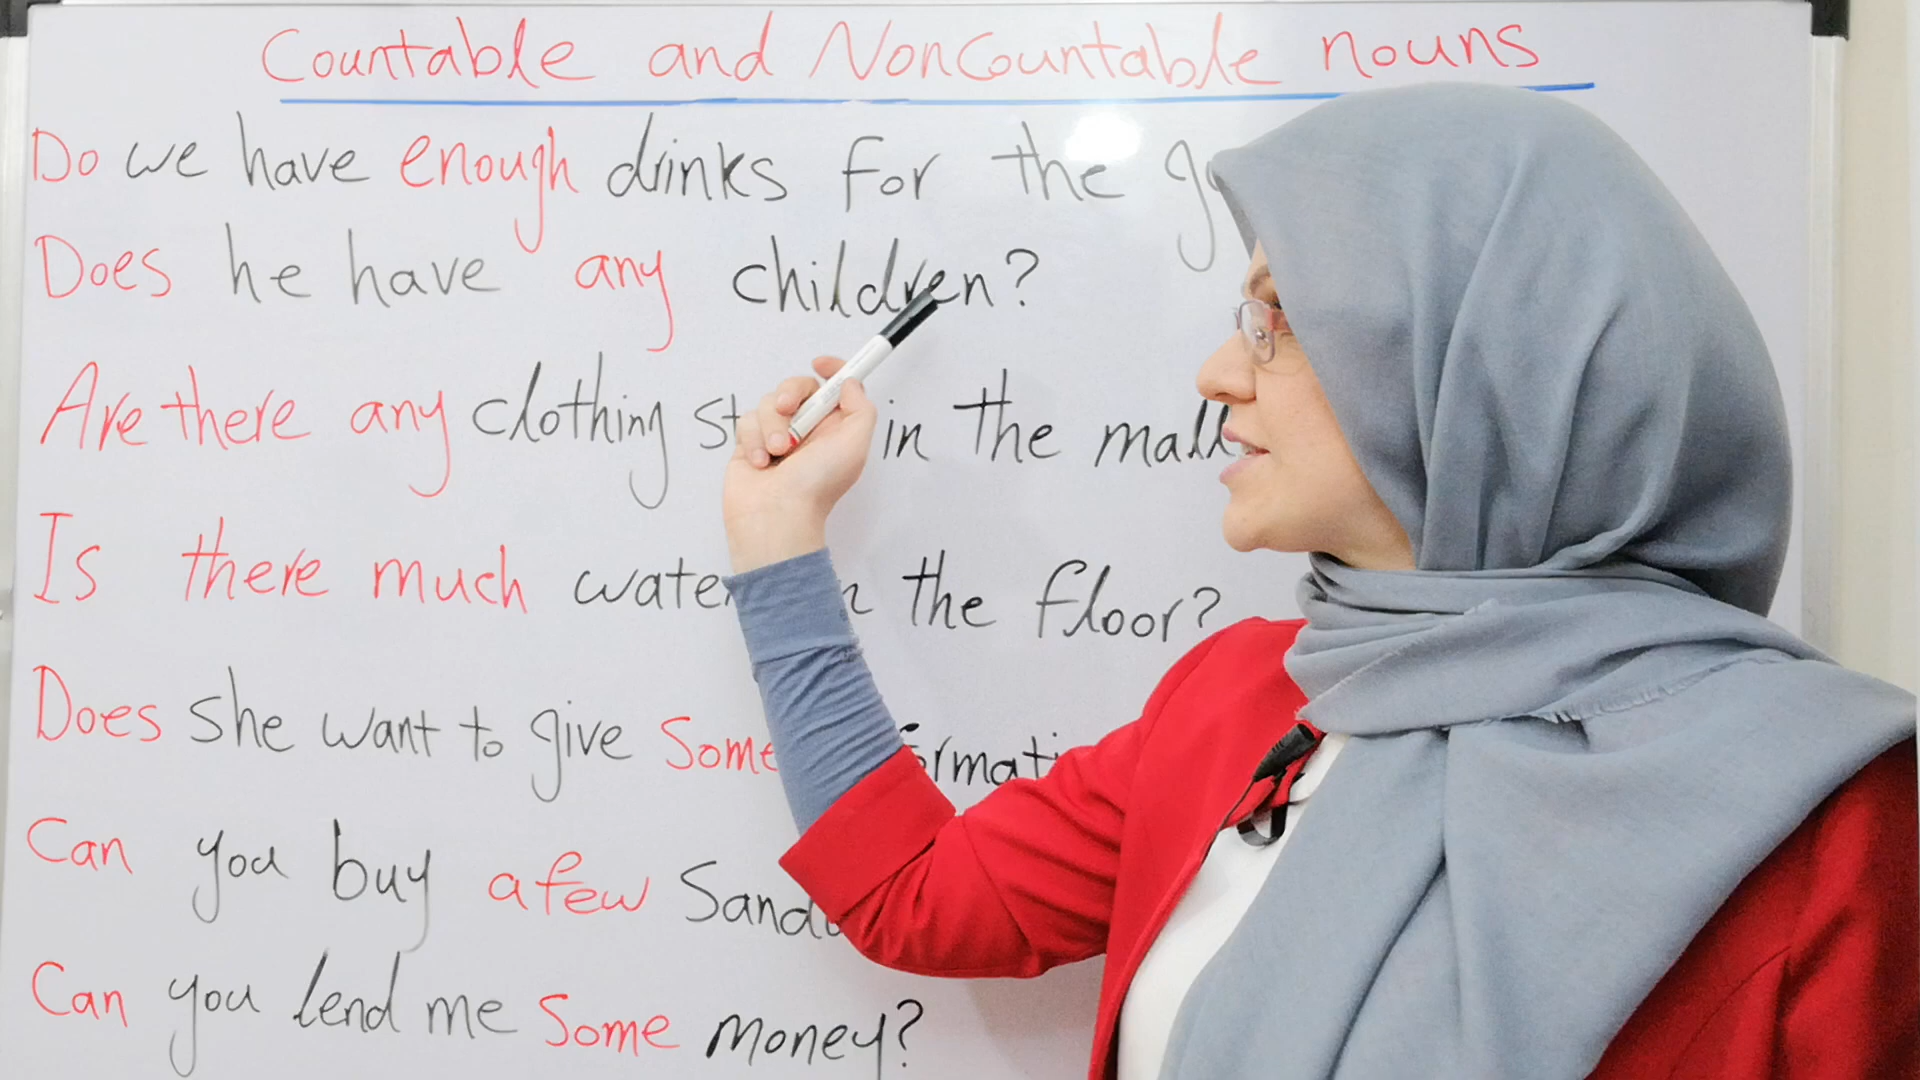 Countable and NonCountable nouns
Do we have enough drinks for the
Does he have any children?
Are there any clothing in the mall
Is there much water the floor?
Does she want to give some
Can you buy a few
Can you lend me some money?